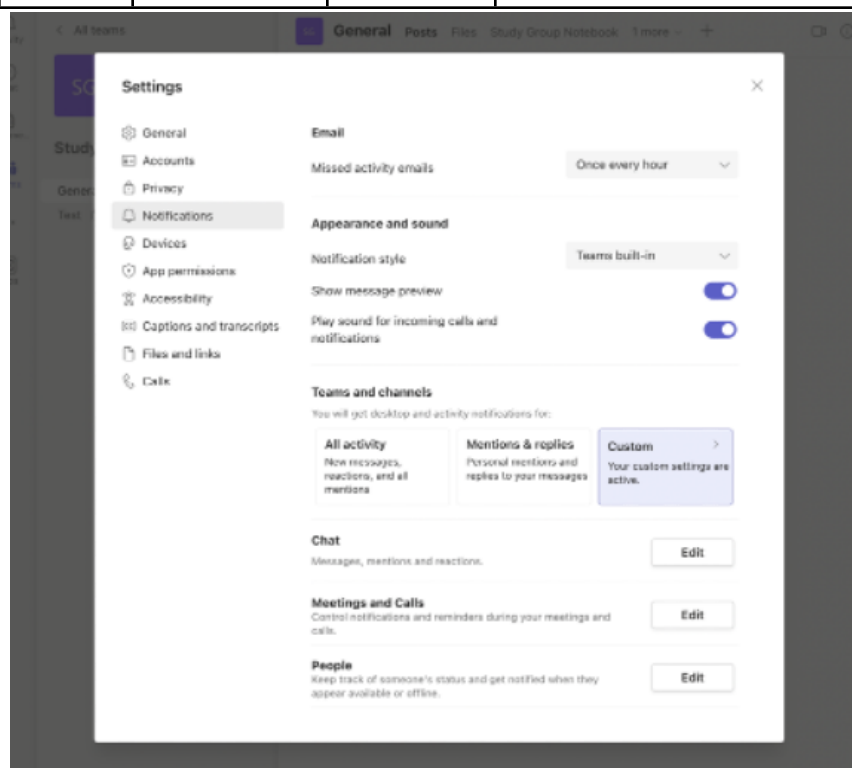 All teams
General Posts Files Study Group Notebook 1 more
SG
Settings
Study
General
Accounts
Privacy
Notifications
Devices
App permissions
Accessibility
Captions and transcripts
Files and links
Calls
Gener
Test
Email
Missed activity emails
Once every hour
Appearance and sound
Notification style
Teams built-in
Show message preview
Play sound for incoming calls and
notifications
Teams and channels
You will get desktop and activity notifications for:
All activity
New messages,
reactions, and all
mentions
Mentions & replies
Personal mentions and
replies to your messages
Custom
Your custom settings are
active.
Chat
Messages, mentions and reactions.
Edit
Meetings and Calls
Control notifications and reminders during your meetings and
calls.
Edit
People
Keep track of someone's status and get notified when they
appear available or offline.
Edit